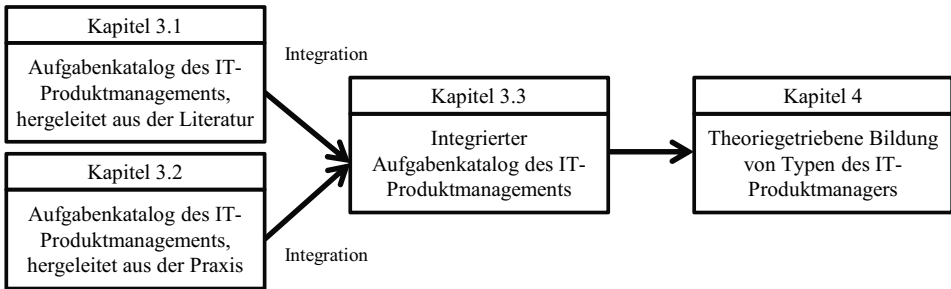 Kapitel 3.1
Aufgabenkatalog des IT-
Produktmanagements,
hergeleitet aus der Literatur
Integration
Kapitel 3.2
Aufgabenkatalog des IT-
Produktmanagements,
hergeleitet aus der Praxis
Integration
Kapitel 3.3
Integrierter
Aufgabenkatalog des IT-
Produktmanagements
Kapitel 4
Theoriegetriebene Bildung
von Typen des IT-
Produktmanagers